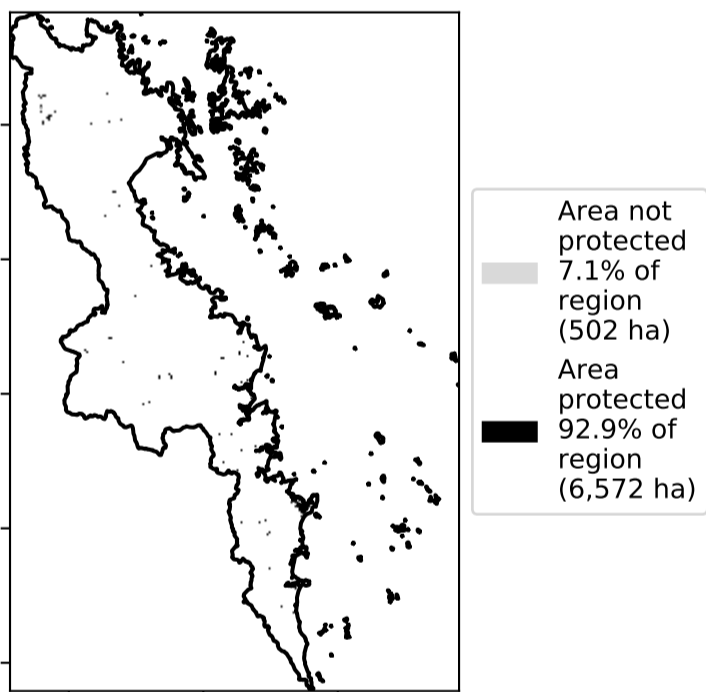 Area not
protected
7.1% of
region
(502 ha)
Area
protected
92.9% of
region
(6,572 ha)